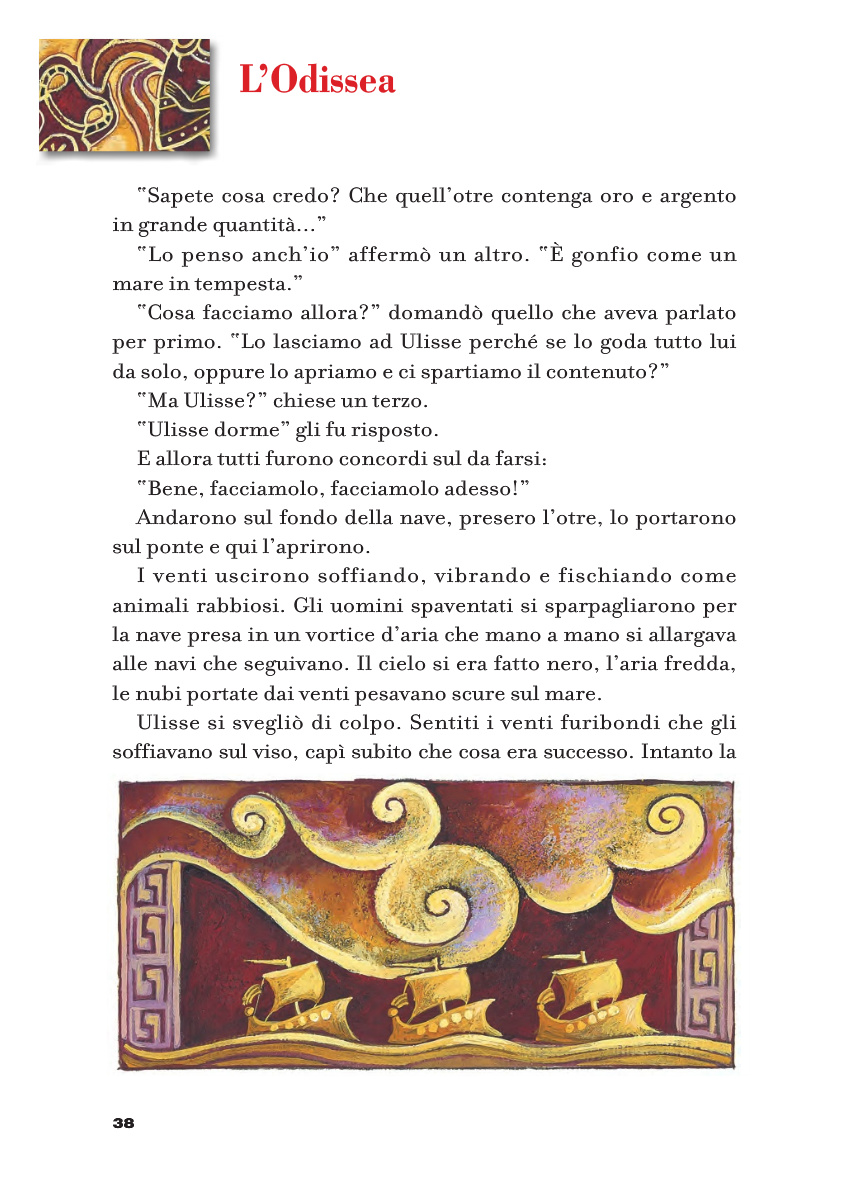 L’Odissea
“Sapete cosa credo? Che quell’otre contenga oro e argento
in grande quantità...”
“Lo penso anch’io” affermò un altro. “È gonfio come un
mare in tempesta.”
“Cosa facciamo allora?” domandò quello che aveva parlato
per primo. “Lo lasciamo ad Ulisse perché se lo goda tutto lui
da solo, oppure lo apriamo e ci spartiamo il contenuto?”
“Ma Ulisse?” chiese un terzo.
“Ulisse dorme” gli fu risposto.
E allora tutti furono concordi sul da farsi:
“Bene, facciamolo, facciamolo adesso!”
Andarono sul fondo della nave, presero l’otre, lo portarono
sul ponte e qui l’aprirono.
I venti uscirono soffiando, vibrando e fischiando come
animali rabbiosi. Gli uomini spaventati si sparpagliarono per
la nave presa in un vortice d’aria che mano a mano si allargava
alle navi che seguivano. Il cielo si era fatto nero, l’aria fredda,
le nubi portate dai venti pesavano scure sul mare.
Ulisse si svegliò di colpo. Sentiti i venti furibondi che gli
soffiavano sul viso, capì subito che cosa era successo. Intanto la
38